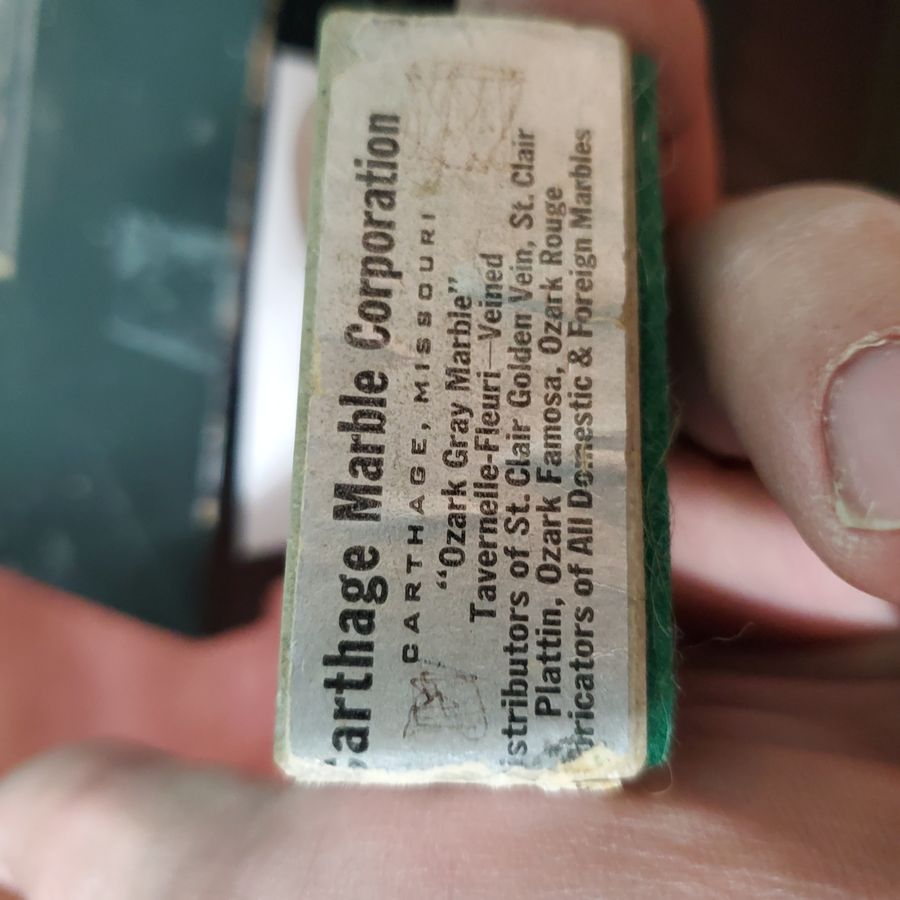 arthage Marble Corporation
CARTHAGE, MISSOURI
“Ozark Gray Marble”
Tavernelle-Fleuri—Veined
istributors of St. Clair Golden Vein, St. Clair
Plattin, Ozark Famosa, Ozark Rouge
bricators of All Domestic & Foreign Marbles